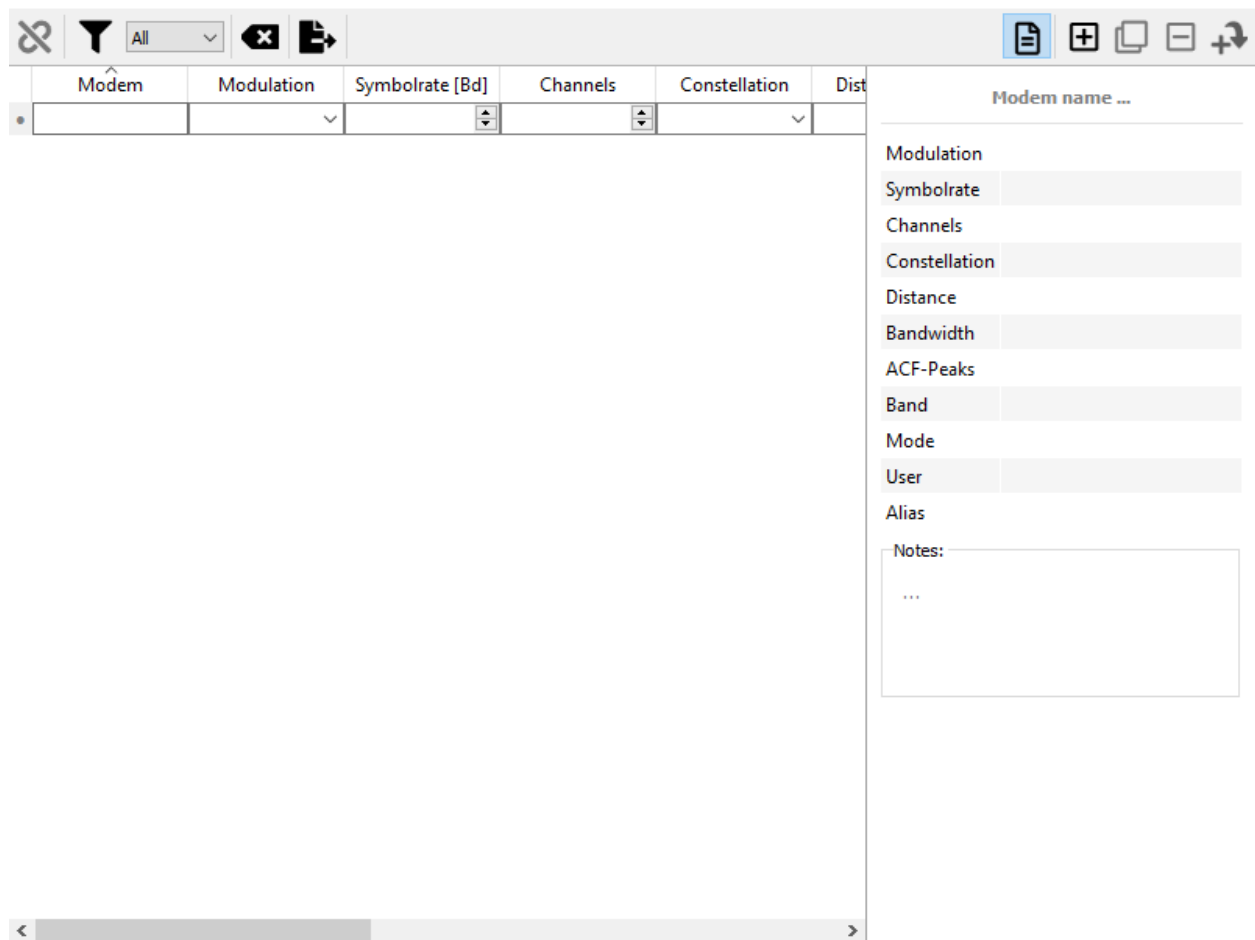 All
Modem Modulation Symbolrate [Bd] Channels Constellation Dist
Modem name ...
Modulation
Symbolrate
Channels
Constellation
Distance
Bandwidth
ACF-Peaks
Band
Mode
User
Alias
Notes:
...